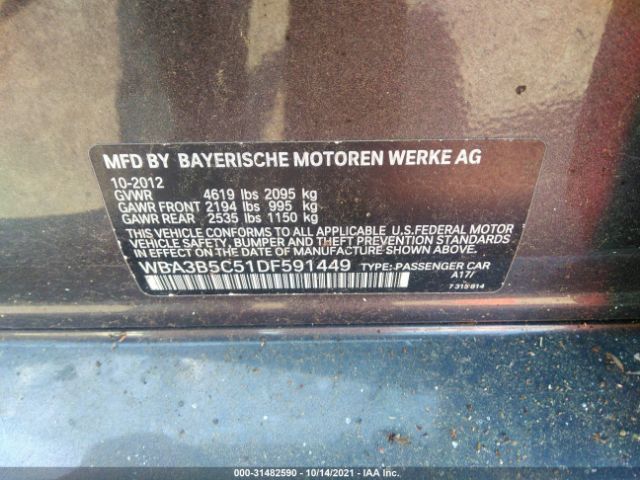 MFD BY BAYERISCHE MOTOREN WERKE AG
10-2012
GVWR 4619 lbs 2095 kg
GAWR FRONT 2194 lbs 995 kg
GAWR REAR 2535 lbs 1150 kg
THIS VEHICLE CONFORMS TO ALL APPLICABLE U.S.FEDERAL MOTOR
VEHICLE SAFETY, BUMPER AND THEFT PREVENTION STANDARDS
IN EFFECT ON THE DATE OF MANUFACTURE SHOWN ABOVE.
WBA3B5C51DF591449 TYPE: PASSENGER CAR
A17/
7 315 814
000-31482590 - 10/14/2021 - IAA Inc.